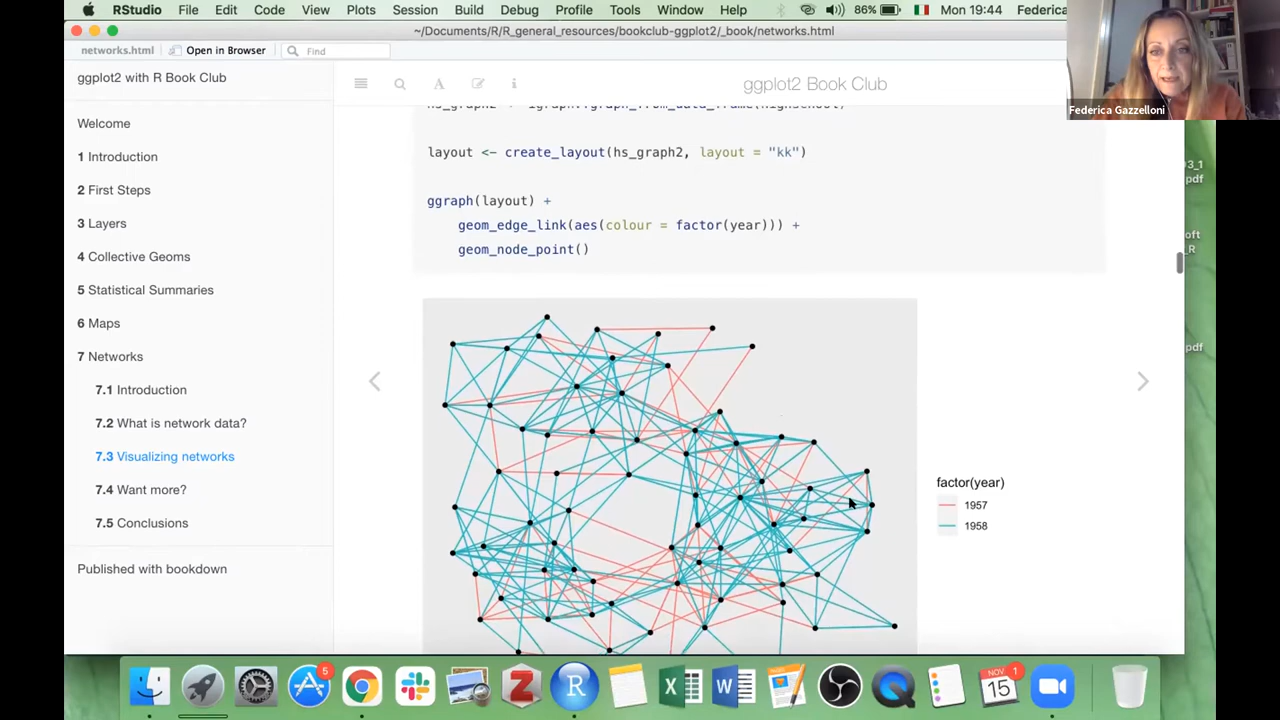 RStudio File Edit Code View Plots Session Build Debug Profile Tools Window Help 86% Mon 19:44 Federica
~/Documents/R/R_general_resources/bookclub-ggplot2/_book/networks.html
networks.html Open in Browser Find
Federica Gazzelloni
ggplot2 with R Book Club
ggplot2 Book Club
Welcome
1 Introduction
2 First Steps
3 Layers
4 Collective Geoms
5 Statistical Summaries
6 Maps
7 Networks
7.1 Introduction
7.2 What is network data?
7.3 Visualizing networks
7.4 Want more?
7.5 Conclusions
Published with bookdown
layout <- create_layout(hs_graph2, layout = "kk")
ggraph(layout) +
geom_edge_link(aes(colour = factor(year))) +
geom_node_point()
factor(year)
1957
1958
pdf
R
pdf
5
NOV 1
15